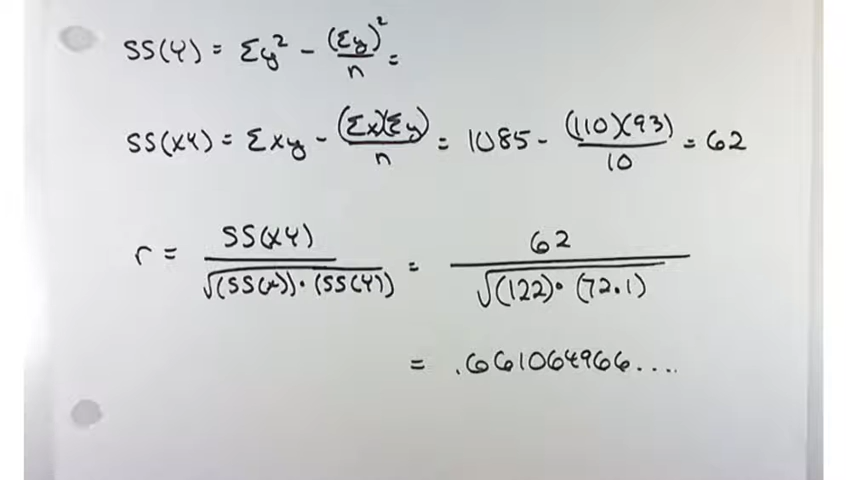 SS(Y) = Σy² - (Σy)²/n =
SS(XY) = Σxy - (Σx)(Σy)/n = 1085 - (110)(93)/10 = 62
r = SS(XY)/√(SS(x))·(SS(Y)) = 62/√(122)·(72.1)
= .661064966....